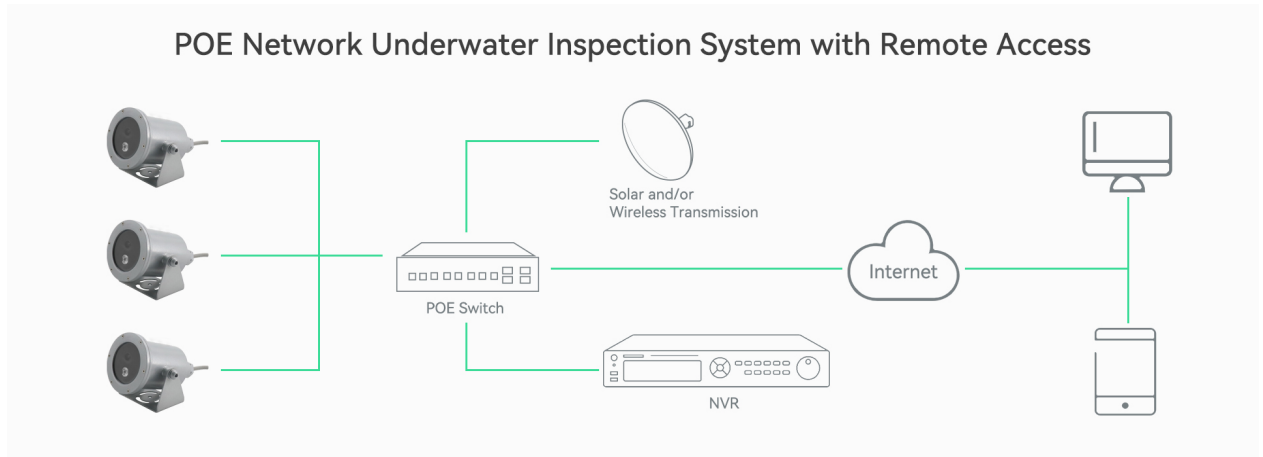 POE Network Underwater Inspection System with Remote Access
Solar and/or
Wireless Transmission
Internet
POE Switch
NVR